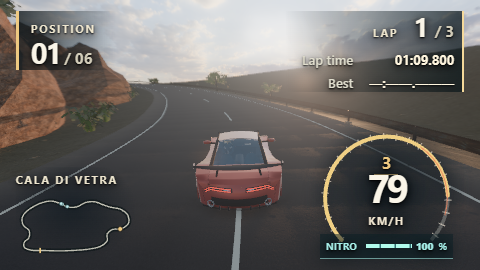 POSITION
01 / 06
LAP 1 / 3
Lap time 01:09.800
Best --:--.---
CALA DI VETRA
3
79
KM/H
NITRO 100 %